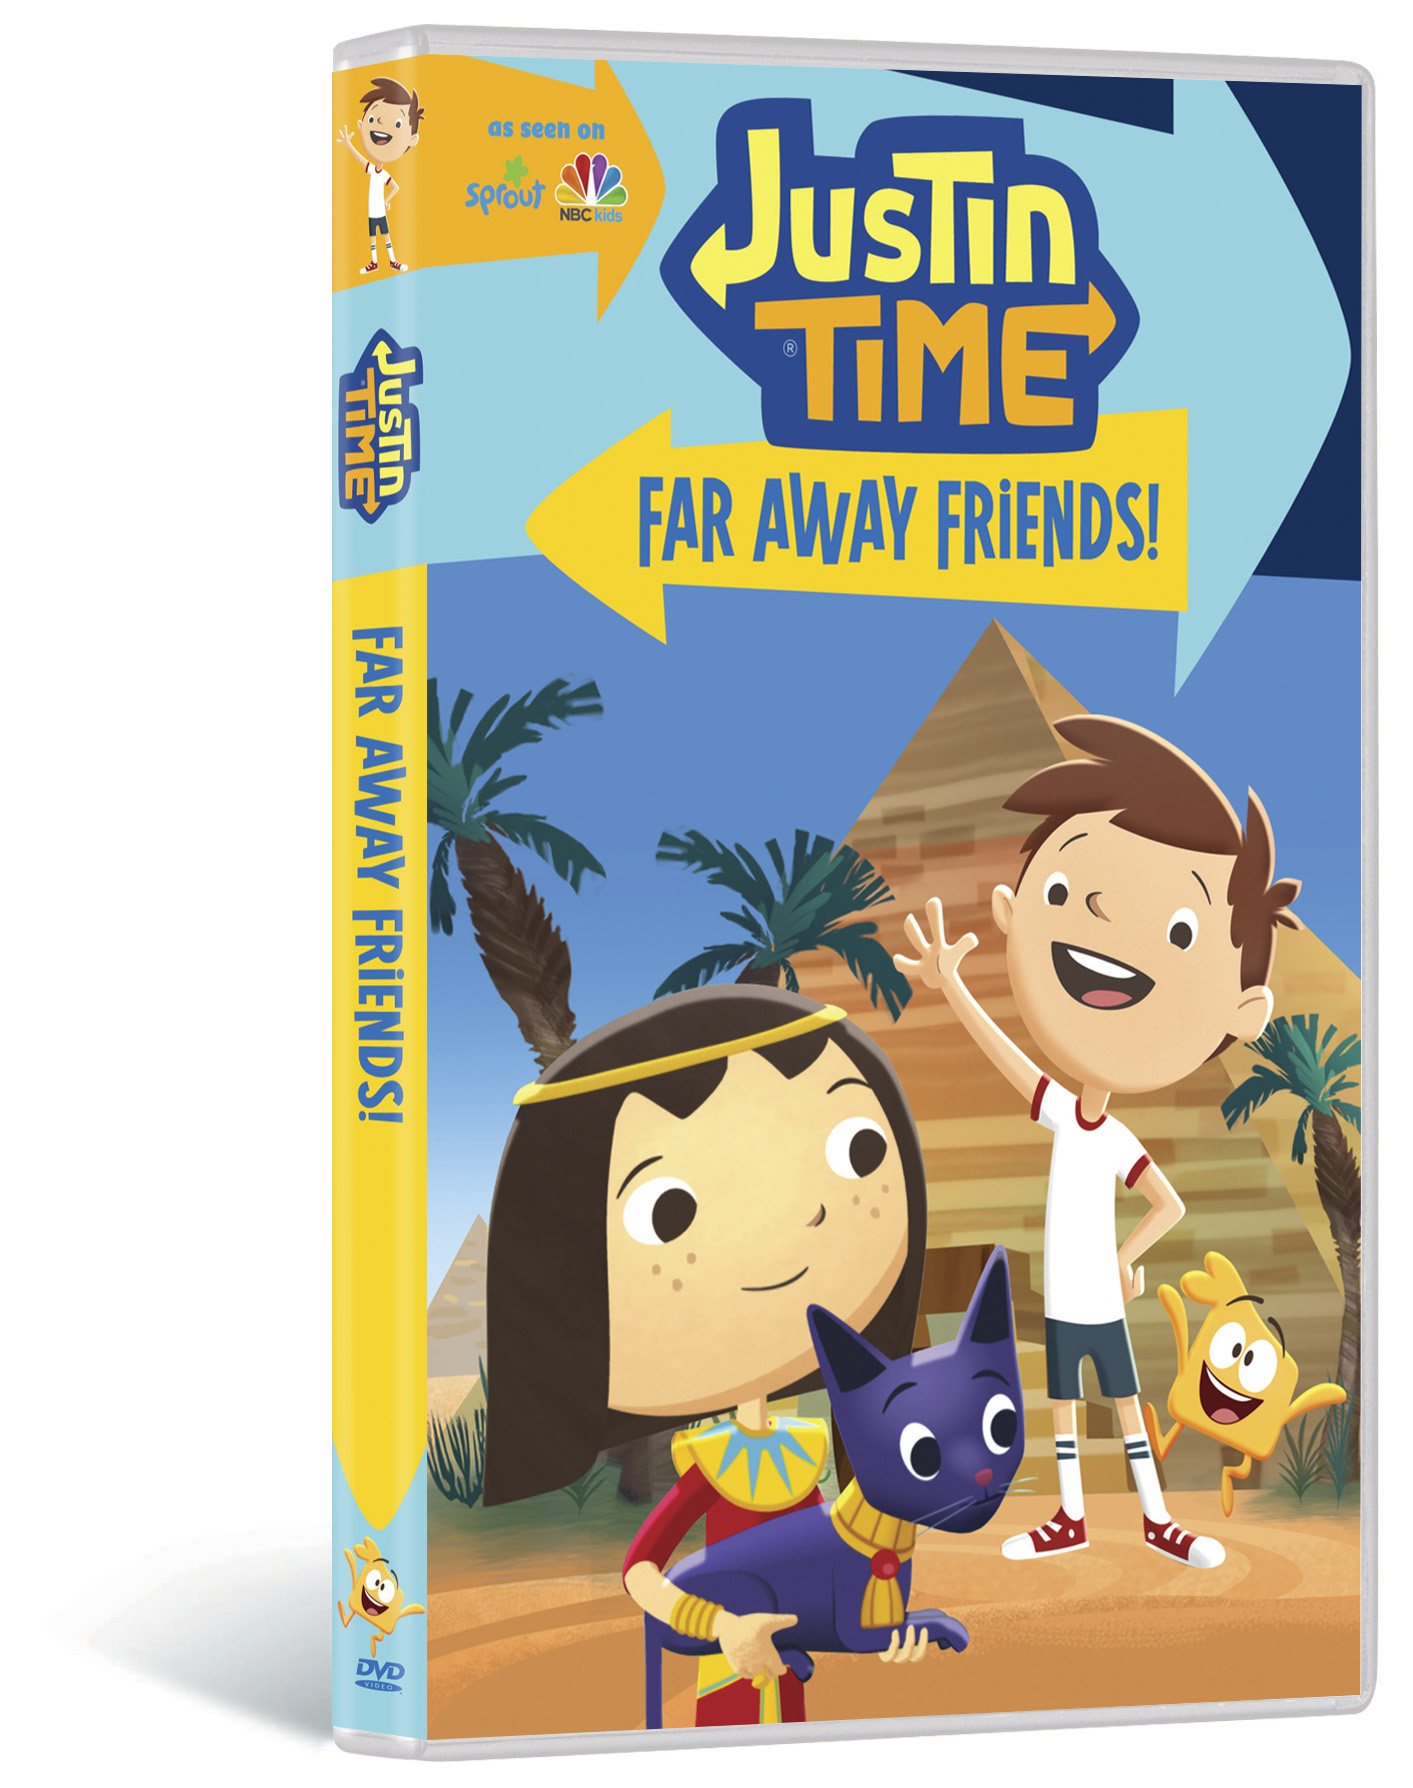 as seen on
sprout
NBC kids
JUSTIN
TIME
®
FAR AWAY FRIENDS!
JUSTIN
TIME
FAR AWAY FRIENDS!
DVD
VIDEO